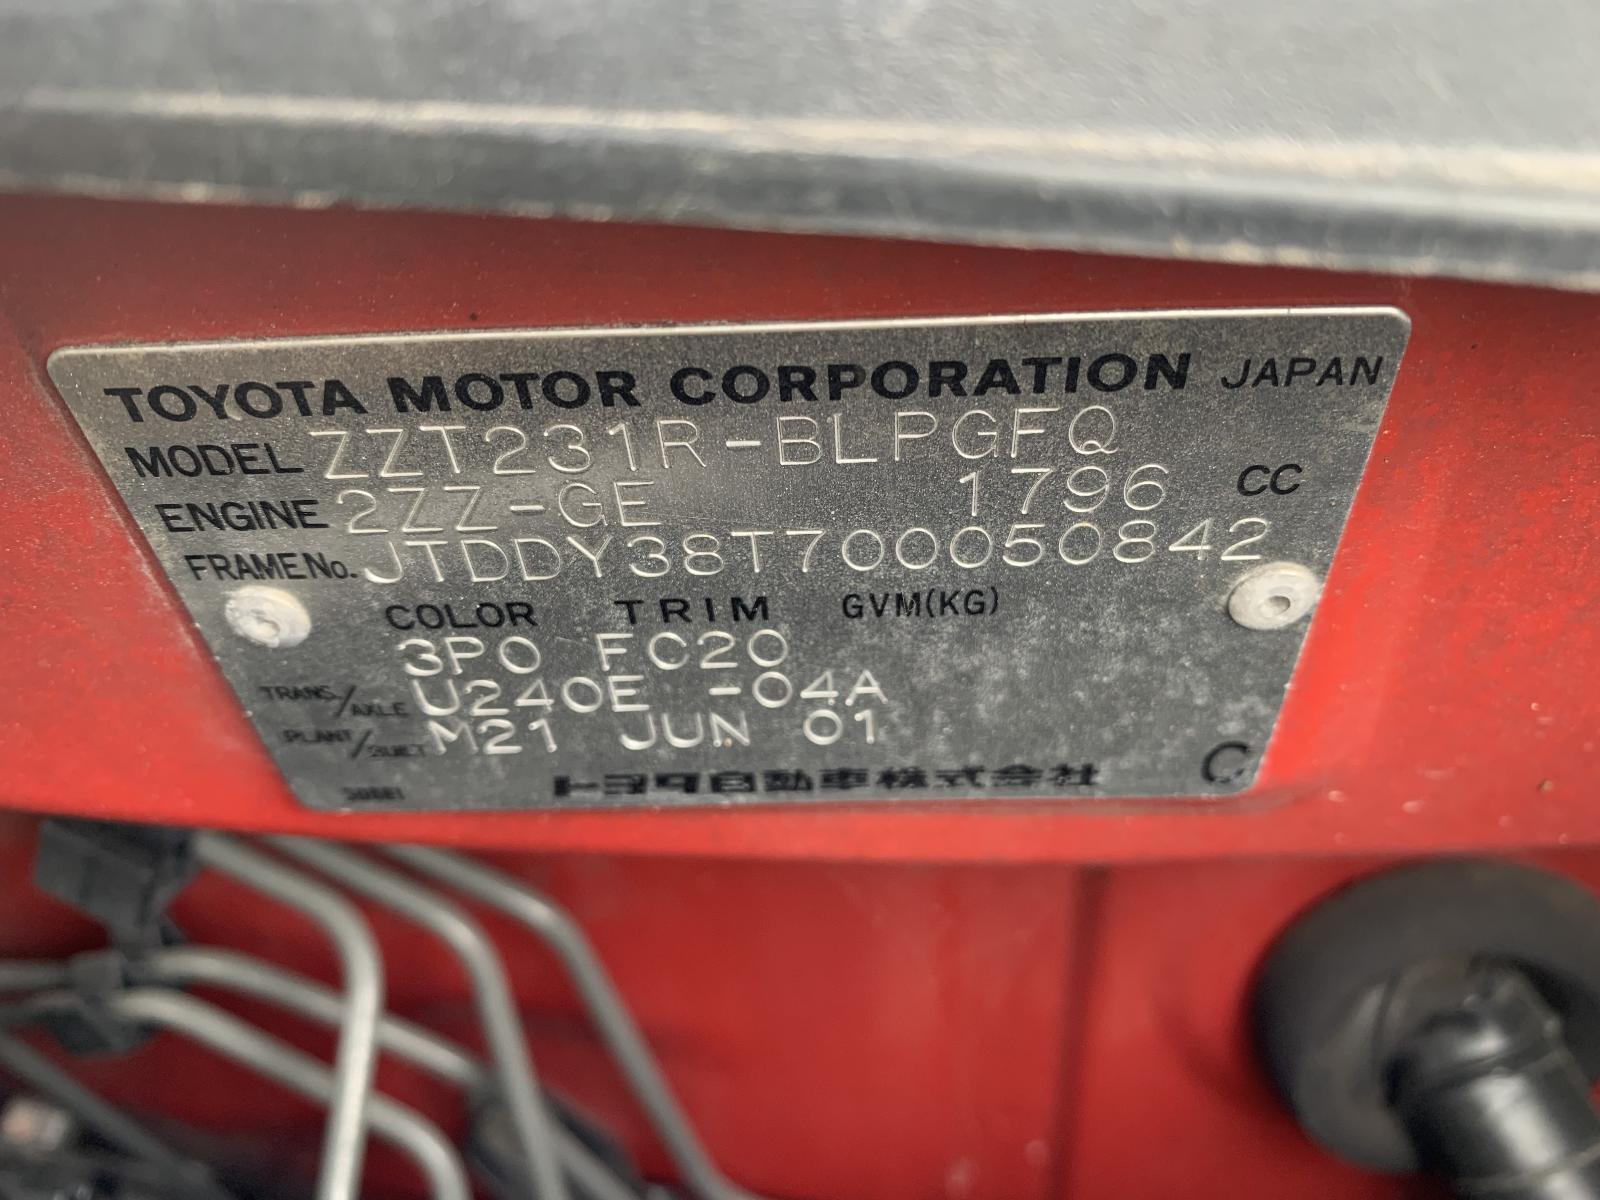 TOYOTA MOTOR CORPORATION JAPAN
MODEL ZZT231R-BLPGFQ
ENGINE 2ZZ-GE 1796 CC
FRAME No. JTDDY38T700050842
COLOR TRIM GVM(KG)
3P0 FC20
TRANS./AXLE U240E -04A
PLANT/BUILT M21 JUN 01
トヨタ自動車株式会社 C